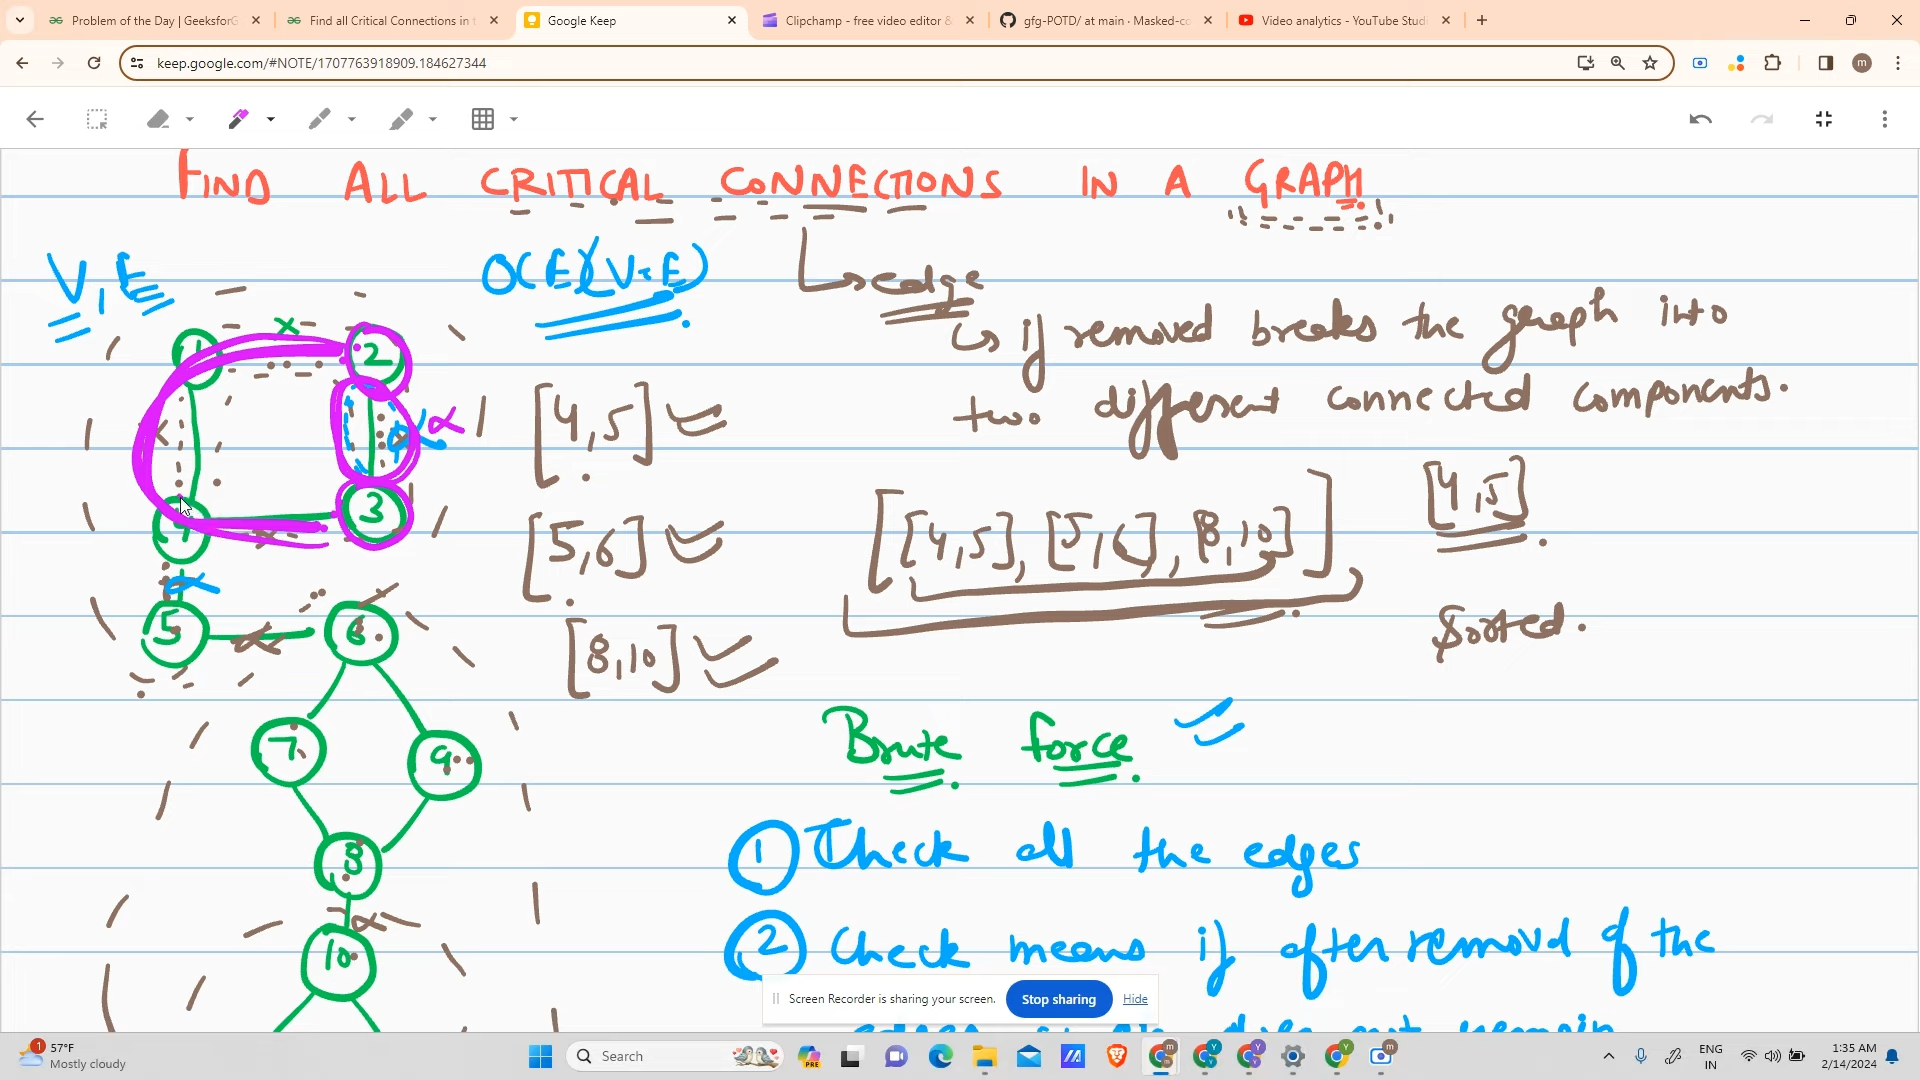 Problem of the Day | GeeksforG
Find all Critical Connections in t
Google Keep
Clipchamp - free video editor &
gfg-POTD/ at main · Masked-co
Video analytics - YouTube Studi
keep.google.com/#NOTE/1707763918909.184627344
FIND ALL CRITICAL CONNECTIONS IN A GRAPH.
V, E
O(E)(V+E)
edge
if removed breaks the graph into
two different connected components.
1
2
[4,5]
[4,5]
4
3
[5,6]
[[4,5], [5,6], [8,10]]
5
6
[8,10]
Sorted.
Brute force
7
9
1 Check all the edges
8
2 Check means if after removal of the
10
Screen Recorder is sharing your screen.
Stop sharing
Hide
57°F
Mostly cloudy
1
Search
PRE
ENG
IN
1:35 AM
2/14/2024